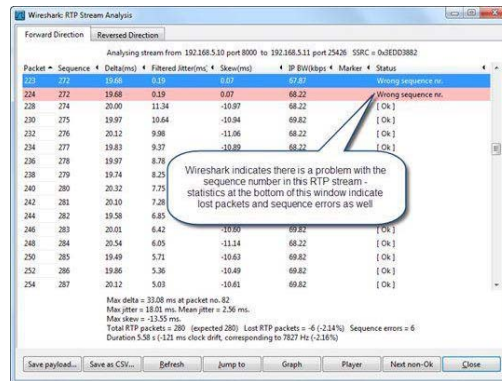 Wireshark: RTP Stream Analysis
Forward Direction Reversed Direction
Analysing stream from 192.168.5.10 port 8000 to 192.168.5.11 port 25426 SSRC = 0x3EDD3882
Packet Sequence Delta(ms) Filtered Jitter(ms) Skew(ms) IP BW(kbps Marker Status
223 272 19.68 0.19 0.07 67.87 Wrong sequence nr.
224 272 19.68 0.19 0.07 68.22 Wrong sequence nr.
228 274 20.00 11.34 -10.97 68.22 [ Ok ]
230 275 19.97 10.64 -10.94 69.82 [ Ok ]
232 276 20.12 9.98 -11.06 68.22 [ Ok ]
234 277 19.83 9.37 -10.89 68.22 [ Ok ]
236 278 19.97 8.78 [ Ok ]
238 279 19.74 8.25 [ Ok ]
240 280 20.32 7.75 [ Ok ]
242 281 20.10 7.28 [ Ok ]
244 282 19.58 6.85 [ Ok ]
246 283 20.01 6.42 -10.60 69.82 [ Ok ]
248 284 20.54 6.05 -11.14 68.22 [ Ok ]
250 285 19.49 5.71 -10.63 69.82 [ Ok ]
252 286 19.86 5.36 -10.49 69.82 [ Ok ]
254 287 20.12 5.03 -10.61 69.82 [ Ok ]
Wireshark indicates there is a problem with the
sequence number in this RTP stream -
statistics at the bottom of this window indicate
lost packets and sequence errors as well
Max delta = 33.08 ms at packet no. 82
Max jitter = 18.01 ms. Mean jitter = 2.56 ms.
Max skew = -13.55 ms.
Total RTP packets = 280 (expected 280) Lost RTP packets = -6 (-2.14%) Sequence errors = 6
Duration 5.58 s (-121 ms clock drift, corresponding to 7827 Hz (-2.16%)
Save payload... Save as CSV... Refresh Jump to Graph Player Next non-Ok Close